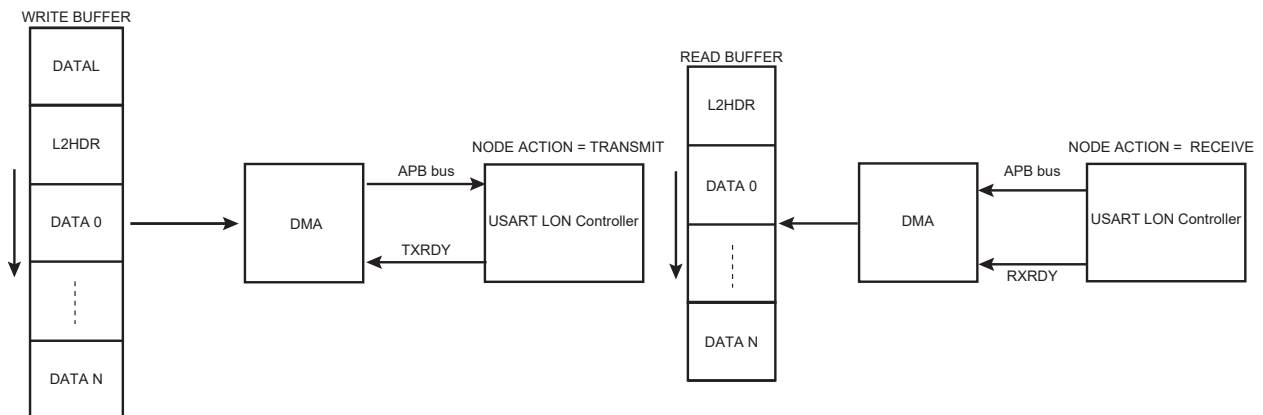 WRITE BUFFER
DATAL
L2HDR
DATA 0
DATA N
DMA
APB bus
TXRDY
NODE ACTION = TRANSMIT
USART LON Controller
READ BUFFER
L2HDR
DATA 0
DATA N
DMA
APB bus
RXRDY
NODE ACTION = RECEIVE
USART LON Controller